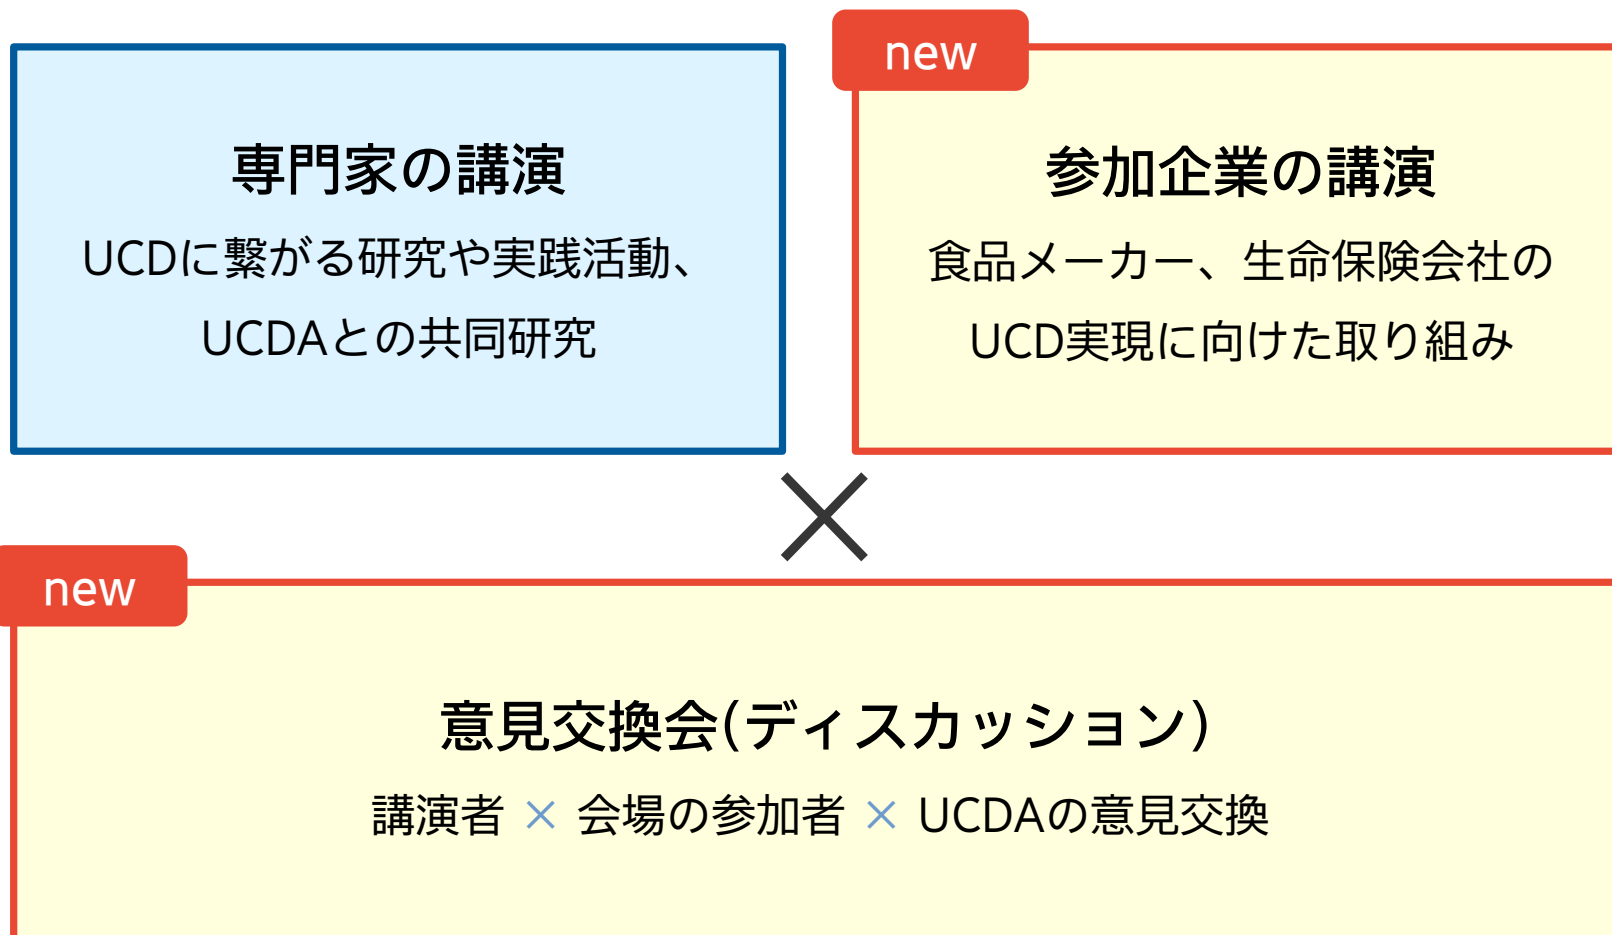 専門家の講演
UCDに繋がる研究や実践活動、
UCDAとの共同研究
new
参加企業の講演
食品メーカー、生命保険会社の
UCD実現に向けた取り組み
×
new
意見交換会(ディスカッション)
講演者 × 会場の参加者 × UCDAの意見交換